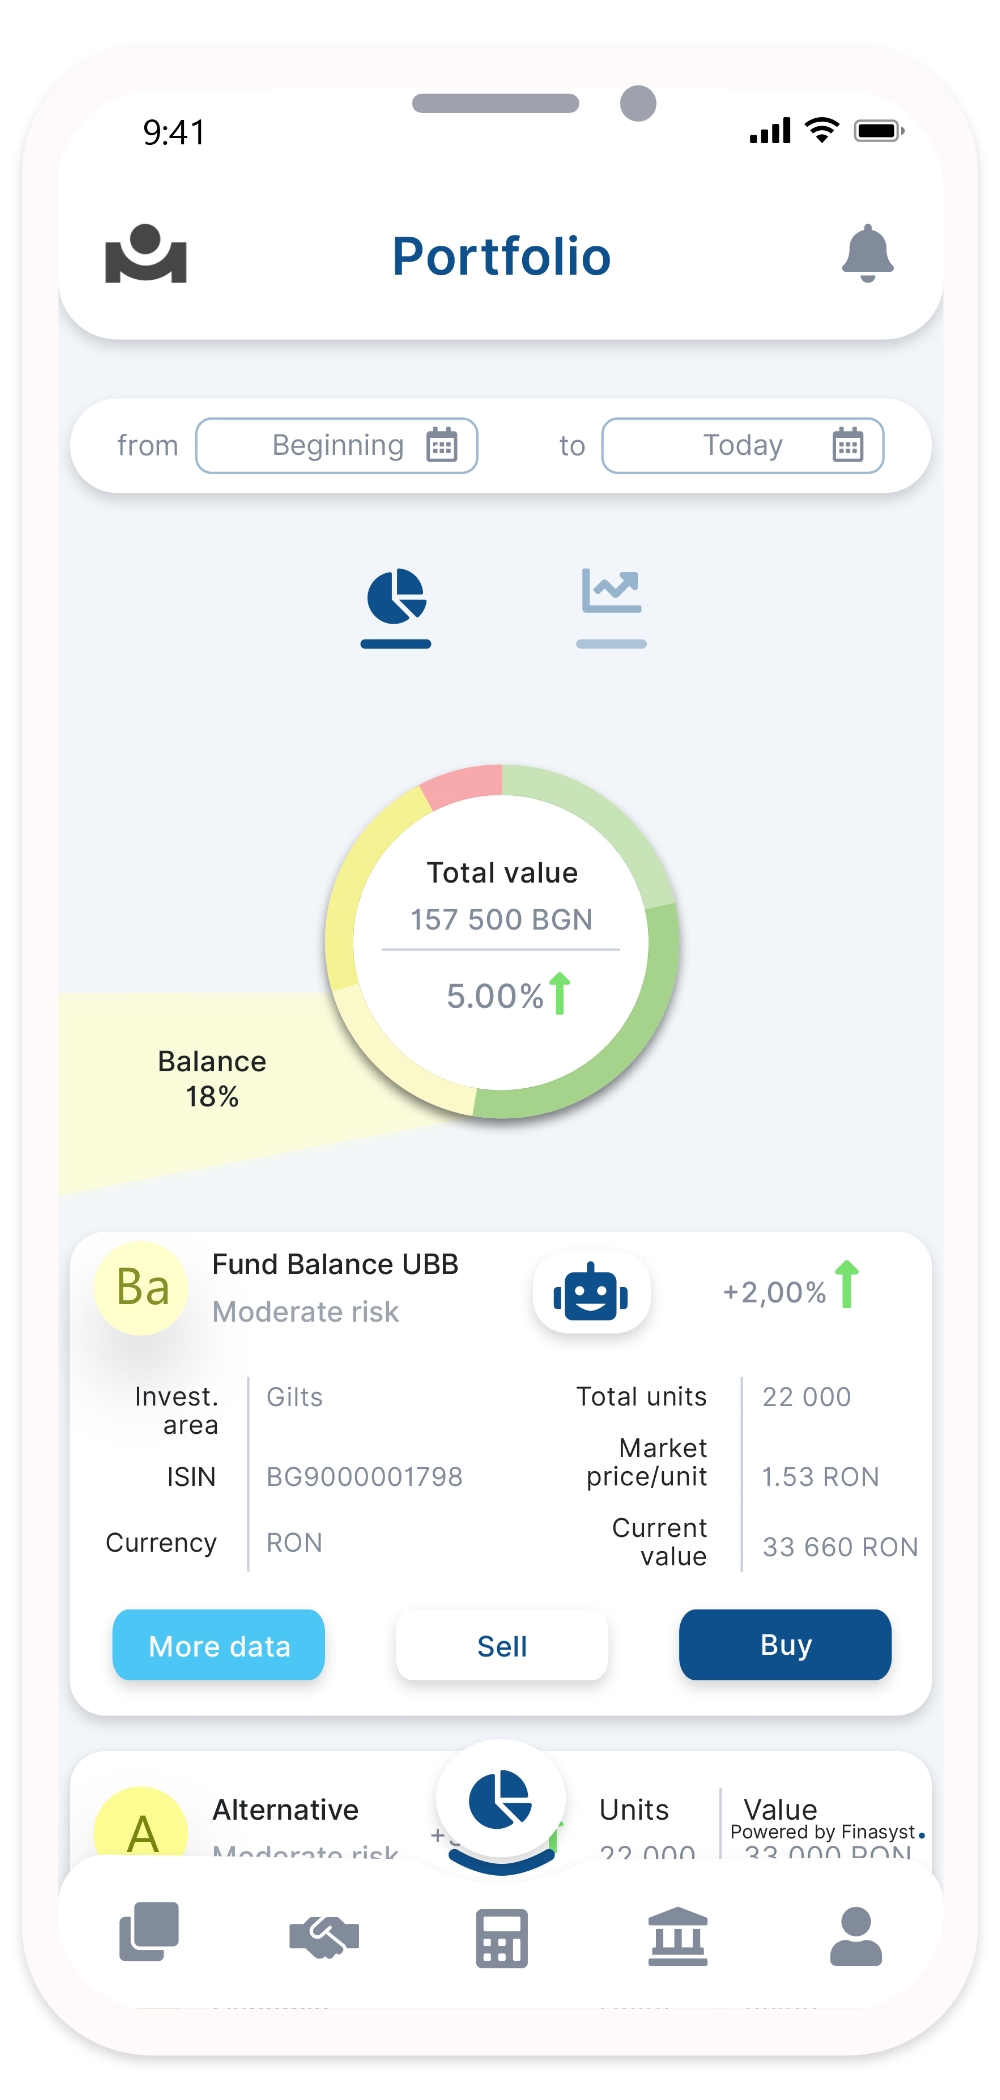 9:41
Portfolio
from Beginning to Today
Total value
157 500 BGN
5.00%
Balance
18%
Ba
Fund Balance UBB
Moderate risk
+2,00%
Invest.
area
Gilts
ISIN
BG9000001798
Currency
RON
Total units
22 000
Market
price/unit
1.53 RON
Current
value
33 660 RON
More data
Sell
Buy
A
Alternative
Moderate risk
Units
22 000
Value
Powered by Finasyst.
33 000 RON